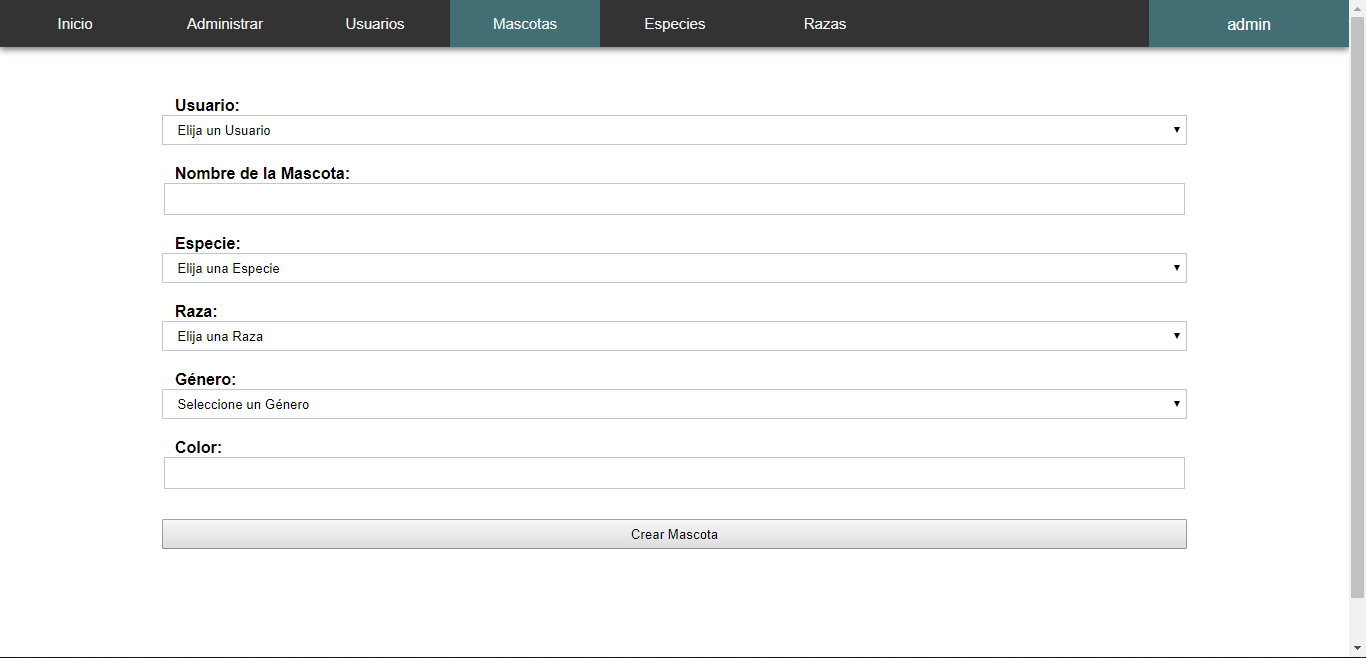 Inicio Administrar Usuarios Mascotas Especies Razas admin
Usuario:
Elija un Usuario
Nombre de la Mascota:
Especie:
Elija una Especie
Raza:
Elija una Raza
Género:
Seleccione un Género
Color:
Crear Mascota